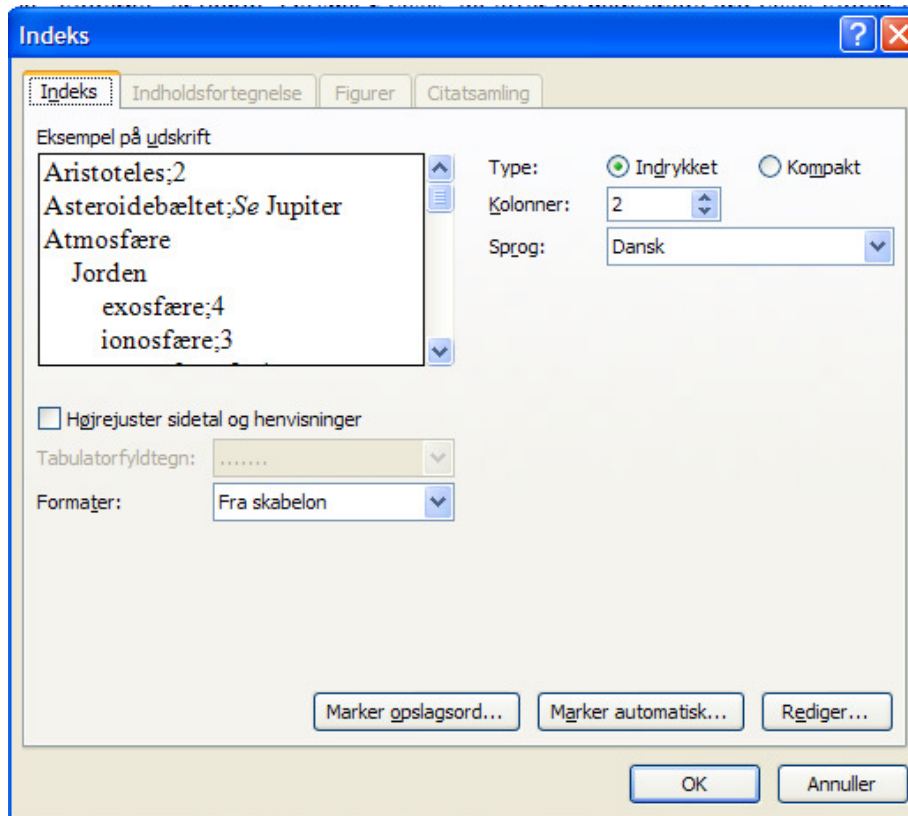 Indeks
Indeks Indholdsfortegnelse Figurer Citatsamling
Eksempel på udskrift
Aristoteles;2
Asteroidebæltet;Se Jupiter
Atmosfære
Jorden
exosfære;4
ionosfære;3
Type: Indrykket Kompakt
Kolonner: 2
Sprog: Dansk
Højrejuster sidetal og henvisninger
Tabulatorfyldtegn: .......
Formater: Fra skabelon
Marker opslagsord... Marker automatisk... Rediger...
OK Annuller